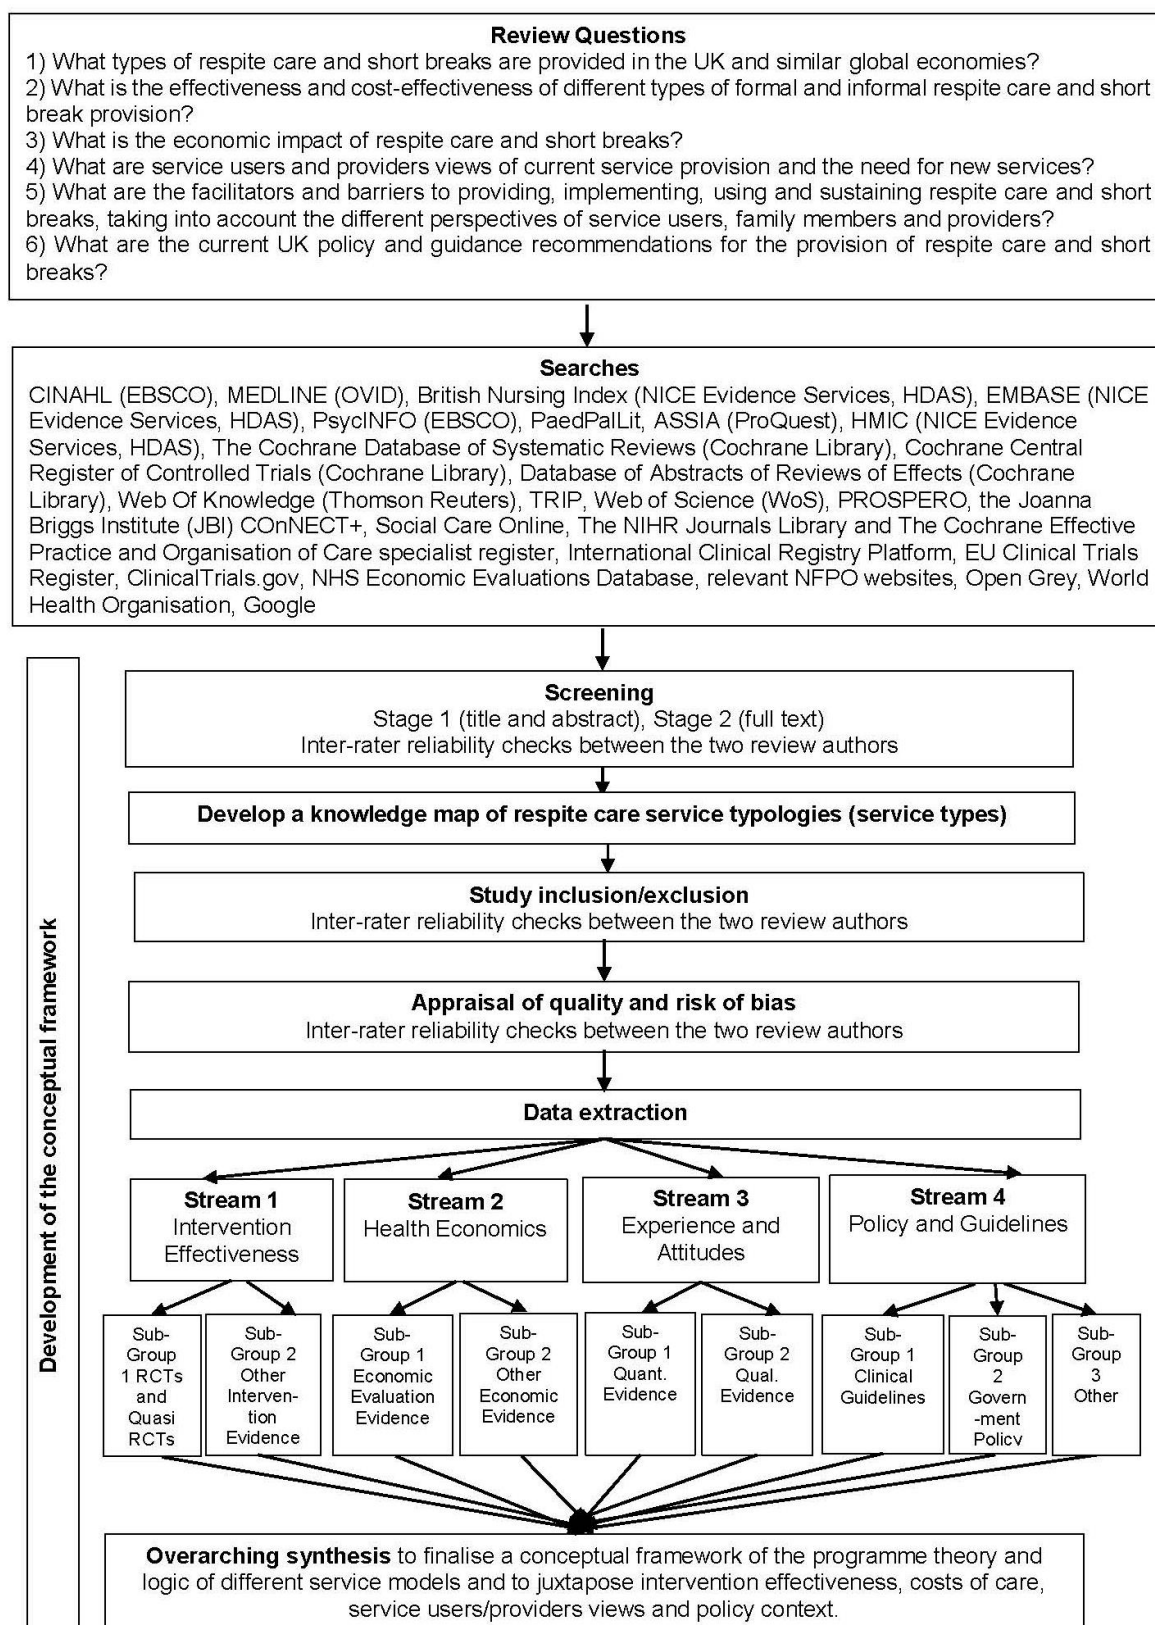 Review Questions
1) What types of respite care and short breaks are provided in the UK and similar global economies?
2) What is the effectiveness and cost-effectiveness of different types of formal and informal respite care and short
break provision?
3) What is the economic impact of respite care and short breaks?
4) What are service users and providers views of current service provision and the need for new services?
5) What are the facilitators and barriers to providing, implementing, using and sustaining respite care and short
breaks, taking into account the different perspectives of service users, family members and providers?
6) What are the current UK policy and guidance recommendations for the provision of respite care and short
breaks?
Searches
CINAHL (EBSCO), MEDLINE (OVID), British Nursing Index (NICE Evidence Services, HDAS), EMBASE (NICE
Evidence Services, HDAS), PsycINFO (EBSCO), PaedPalLit, ASSIA (ProQuest), HMIC (NICE Evidence
Services, HDAS), The Cochrane Database of Systematic Reviews (Cochrane Library), Cochrane Central
Register of Controlled Trials (Cochrane Library), Database of Abstracts of Reviews of Effects (Cochrane
Library), Web Of Knowledge (Thomson Reuters), TRIP, Web of Science (WoS), PROSPERO, the Joanna
Briggs Institute (JBI) COnNECT+, Social Care Online, The NIHR Journals Library and The Cochrane Effective
Practice and Organisation of Care specialist register, International Clinical Registry Platform, EU Clinical Trials
Register, ClinicalTrials.gov, NHS Economic Evaluations Database, relevant NFPO websites, Open Grey, World
Health Organisation, Google
Development of the conceptual framework
Screening
Stage 1 (title and abstract), Stage 2 (full text)
Inter-rater reliability checks between the two review authors
Develop a knowledge map of respite care service typologies (service types)
Study inclusion/exclusion
Inter-rater reliability checks between the two review authors
Appraisal of quality and risk of bias
Inter-rater reliability checks between the two review authors
Data extraction
Stream 1
Intervention
Effectiveness
Stream 2
Health Economics
Stream 3
Experience and
Attitudes
Stream 4
Policy and Guidelines
Sub-
Group
1 RCTs
and
Quasi
RCTs
Sub-
Group 2
Other
Interven-
tion
Evidence
Sub-
Group 1
Economic
Evaluation
Evidence
Sub-
Group 2
Other
Economic
Evidence
Sub-
Group 1
Quant.
Evidence
Sub-
Group 2
Qual.
Evidence
Sub-
Group 1
Clinical
Guidelines
Sub-
Group
2
Govern
-ment
Policy
Sub-
Group
3
Other
Overarching synthesis to finalise a conceptual framework of the programme theory and
logic of different service models and to juxtapose intervention effectiveness, costs of care,
service users/providers views and policy context.